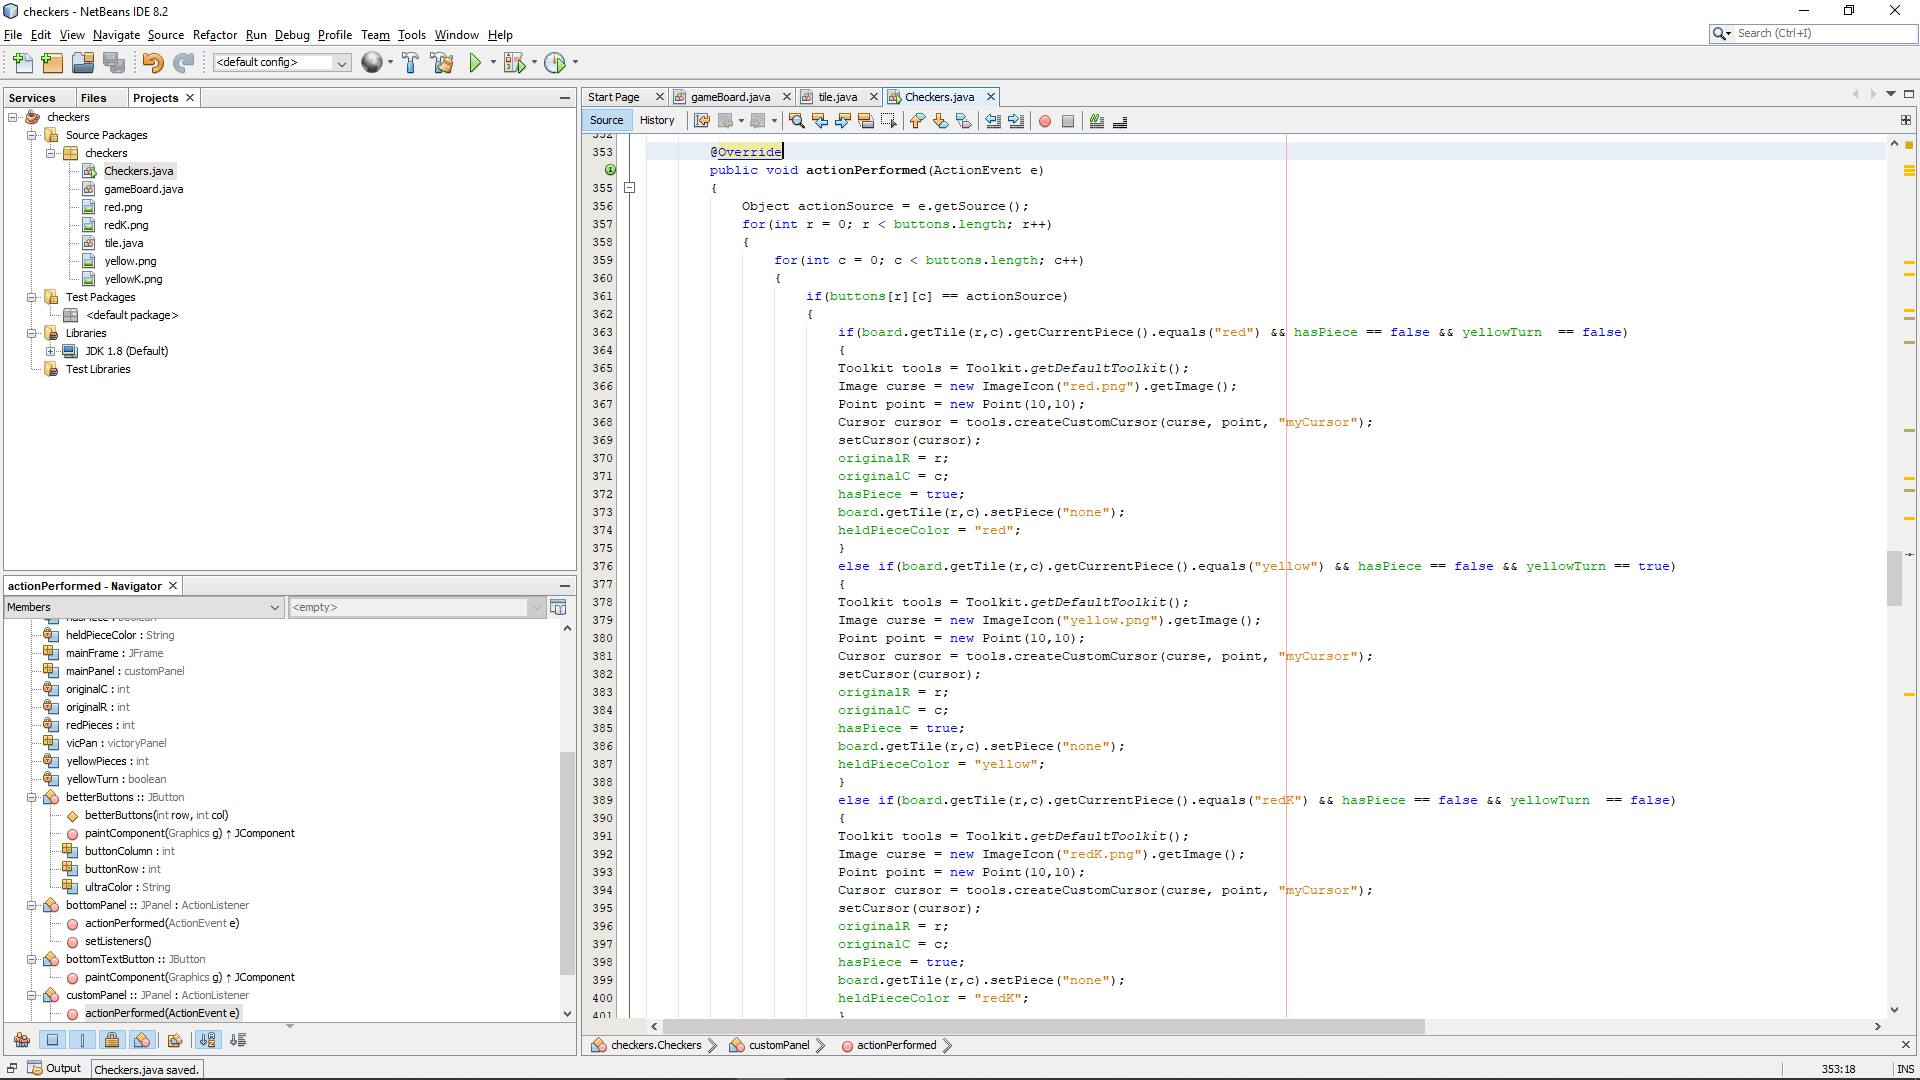 checkers - NetBeans IDE 8.2
File Edit View Navigate Source Refactor Run Debug Profile Team Tools Window Help
Search (Ctrl+I)
<default config>
Services Files Projects
checkers
Source Packages
checkers
Checkers.java
gameBoard.java
red.png
redK.png
tile.java
yellow.png
yellowK.png
Test Packages
<default package>
Libraries
JDK 1.8 (Default)
Test Libraries
actionPerformed - Navigator
Members <empty>
heldPieceColor : String
mainFrame : JFrame
mainPanel : customPanel
originalC : int
originalR : int
redPieces : int
vicPan : victoryPanel
yellowPieces : int
yellowTurn : boolean
betterButtons :: JButton
betterButtons(int row, int col)
paintComponent(Graphics g) ↑ JComponent
buttonColumn : int
buttonRow : int
ultraColor : String
bottomPanel :: JPanel : ActionListener
actionPerformed(ActionEvent e)
setListeners()
bottomTextButton :: JButton
paintComponent(Graphics g) ↑ JComponent
customPanel :: JPanel : ActionListener
actionPerformed(ActionEvent e)
Start Page gameBoard.java tile.java Checkers.java
Source History
353 @Override
public void actionPerformed(ActionEvent e)
355 {
356 Object actionSource = e.getSource();
357 for(int r = 0; r < buttons.length; r++)
358 {
359 for(int c = 0; c < buttons.length; c++)
360 {
361 if(buttons[r][c] == actionSource)
362 {
363 if(board.getTile(r,c).getCurrentPiece().equals("red") && hasPiece == false && yellowTurn  == false)
364 {
365 Toolkit tools = Toolkit.getDefaultToolkit();
366 Image curse = new ImageIcon("red.png").getImage();
367 Point point = new Point(10,10);
368 Cursor cursor = tools.createCustomCursor(curse, point, "myCursor");
369 setCursor(cursor);
370 originalR = r;
371 originalC = c;
372 hasPiece = true;
373 board.getTile(r,c).setPiece("none");
374 heldPieceColor = "red";
375 }
376 else if(board.getTile(r,c).getCurrentPiece().equals("yellow") && hasPiece == false && yellowTurn == true)
377 {
378 Toolkit tools = Toolkit.getDefaultToolkit();
379 Image curse = new ImageIcon("yellow.png").getImage();
380 Point point = new Point(10,10);
381 Cursor cursor = tools.createCustomCursor(curse, point, "myCursor");
382 setCursor(cursor);
383 originalR = r;
384 originalC = c;
385 hasPiece = true;
386 board.getTile(r,c).setPiece("none");
387 heldPieceColor = "yellow";
388 }
389 else if(board.getTile(r,c).getCurrentPiece().equals("redK") && hasPiece == false && yellowTurn  == false)
390 {
391 Toolkit tools = Toolkit.getDefaultToolkit();
392 Image curse = new ImageIcon("redK.png").getImage();
393 Point point = new Point(10,10);
394 Cursor cursor = tools.createCustomCursor(curse, point, "myCursor");
395 setCursor(cursor);
396 originalR = r;
397 originalC = c;
398 hasPiece = true;
399 board.getTile(r,c).setPiece("none");
400 heldPieceColor = "redK";
401 }
checkers.Checkers customPanel actionPerformed
Output Checkers.java saved. 353:18 INS